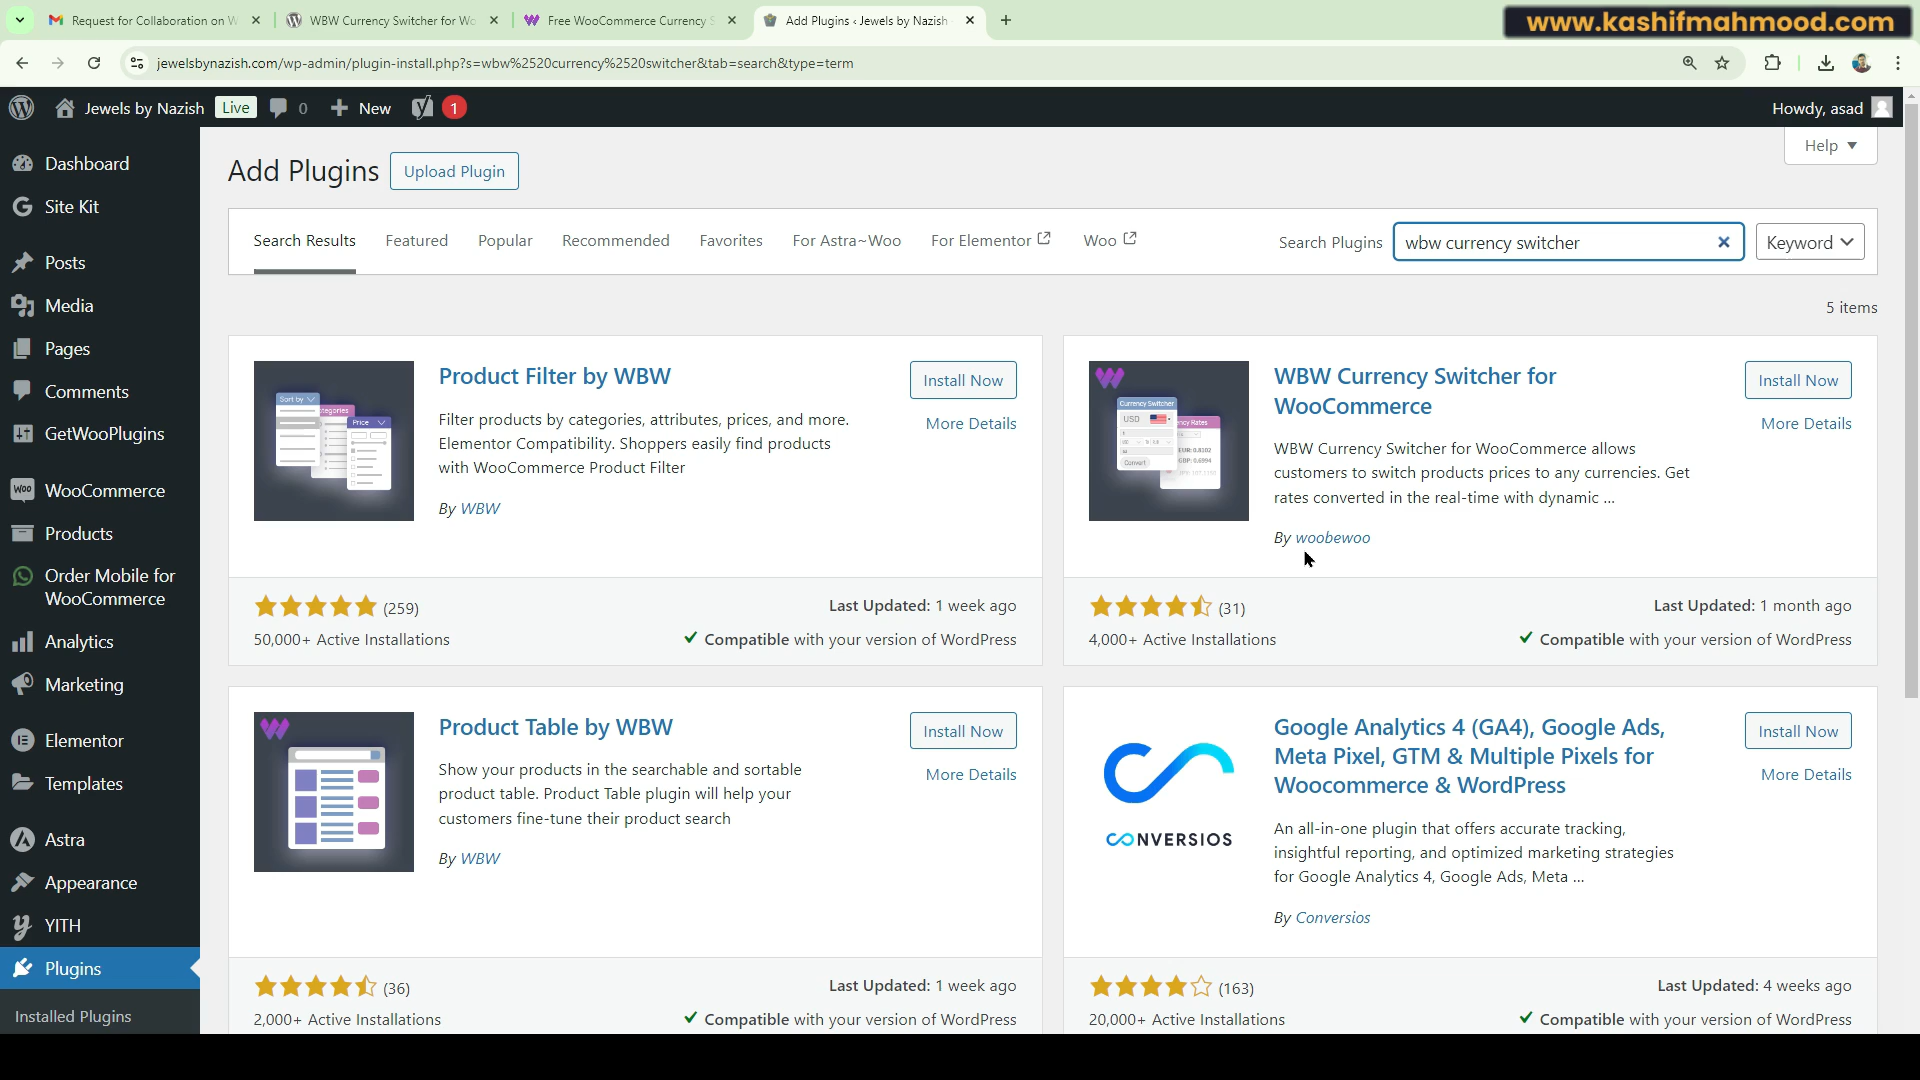 Request for Collaboration on W
WBW Currency Switcher for Wo
Free WooCommerce Currency S
Add Plugins ‹ Jewels by Nazish
www.kashifmahmood.com
jewelsbynazish.com/wp-admin/plugin-install.php?s=wbw%2520currency%2520switcher&tab=search&type=term
Jewels by Nazish
Live
0
New
1
Howdy, asad
Dashboard
Site Kit
Posts
Media
Pages
Comments
GetWooPlugins
WooCommerce
Products
Order Mobile for
WooCommerce
Analytics
Marketing
Elementor
Templates
Astra
Appearance
YITH
Plugins
Installed Plugins
Help
Add Plugins
Upload Plugin
Search Results
Featured
Popular
Recommended
Favorites
For Astra~Woo
For Elementor
Woo
Search Plugins
wbw currency switcher
Keyword
5 items
Product Filter by WBW
Filter products by categories, attributes, prices, and more.
Elementor Compatibility. Shoppers easily find products
with WooCommerce Product Filter
By WBW
Install Now
More Details
(259)
50,000+ Active Installations
Last Updated: 1 week ago
Compatible with your version of WordPress
Currency Switcher
USD
Convert
WBW Currency Switcher for
WooCommerce
WBW Currency Switcher for WooCommerce allows
customers to switch products prices to any currencies. Get
rates converted in the real-time with dynamic ...
By woobewoo
Install Now
More Details
(31)
4,000+ Active Installations
Last Updated: 1 month ago
Compatible with your version of WordPress
Product Table by WBW
Show your products in the searchable and sortable
product table. Product Table plugin will help your
customers fine-tune their product search
By WBW
Install Now
More Details
(36)
2,000+ Active Installations
Last Updated: 1 week ago
Compatible with your version of WordPress
CONVERSIOS
Google Analytics 4 (GA4), Google Ads,
Meta Pixel, GTM & Multiple Pixels for
Woocommerce & WordPress
An all-in-one plugin that offers accurate tracking,
insightful reporting, and optimized marketing strategies
for Google Analytics 4, Google Ads, Meta ...
By Conversios
Install Now
More Details
(163)
20,000+ Active Installations
Last Updated: 4 weeks ago
Compatible with your version of WordPress